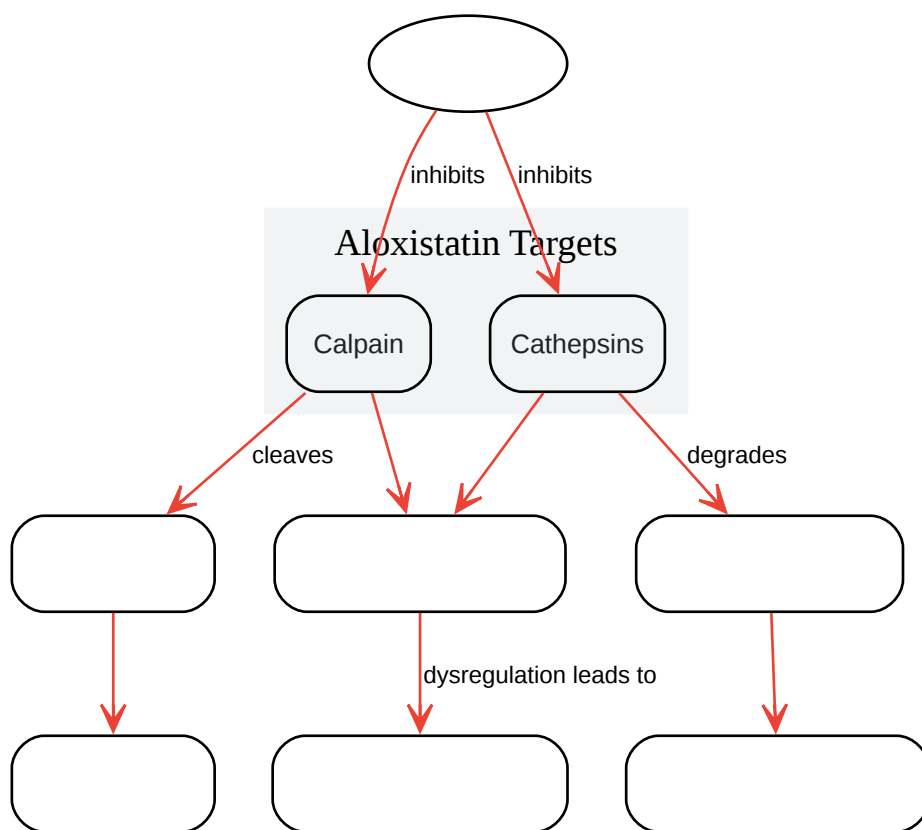 inhibits
inhibits
Aloxistatin Targets
Calpain
Cathepsins
cleaves
degrades
dysregulation leads to